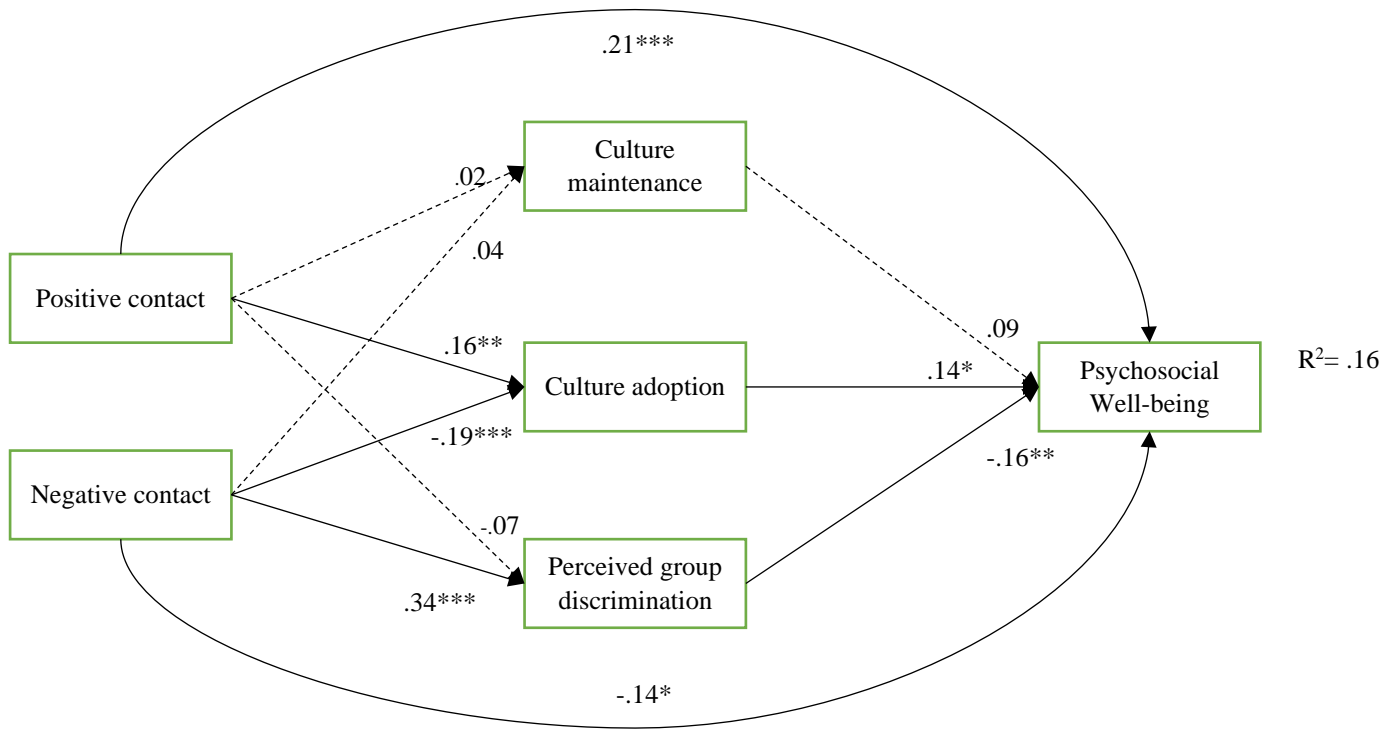 .21***
Culture
maintenance
.02
.04
Positive contact
.09
.16**
.14*
Culture adoption
Psychosocial
Well-being
R²= .16
-.19***
-.16**
Negative contact
-.07
Perceived group
discrimination
.34***
-.14*